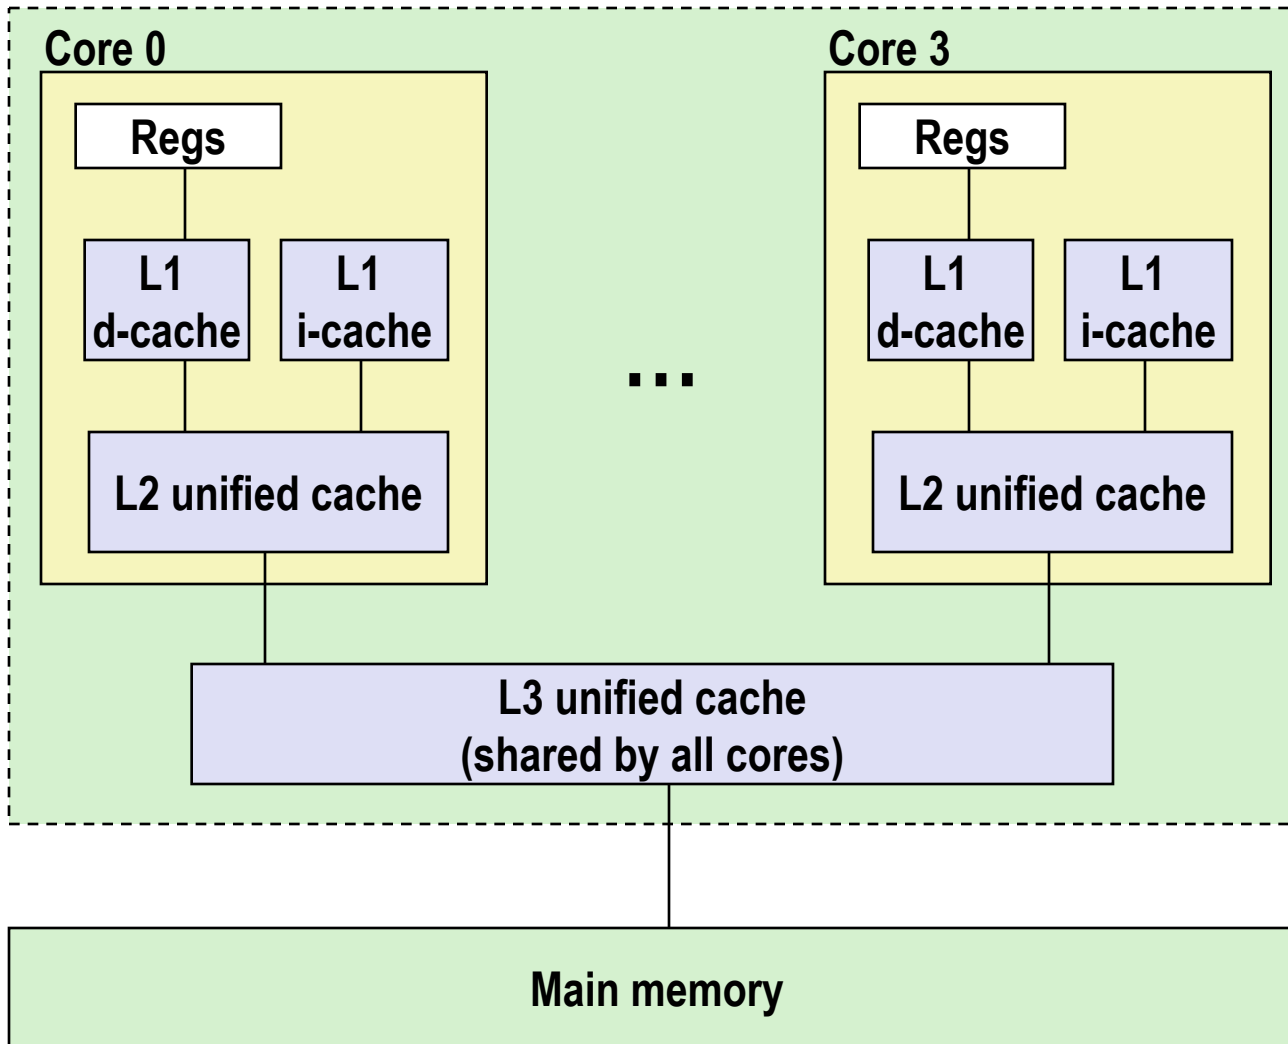 Core 0
Core 3
Regs
Regs
L1
d-cache
L1
i-cache
...
L1
d-cache
L1
i-cache
L2 unified cache
L2 unified cache
L3 unified cache
(shared by all cores)
Main memory